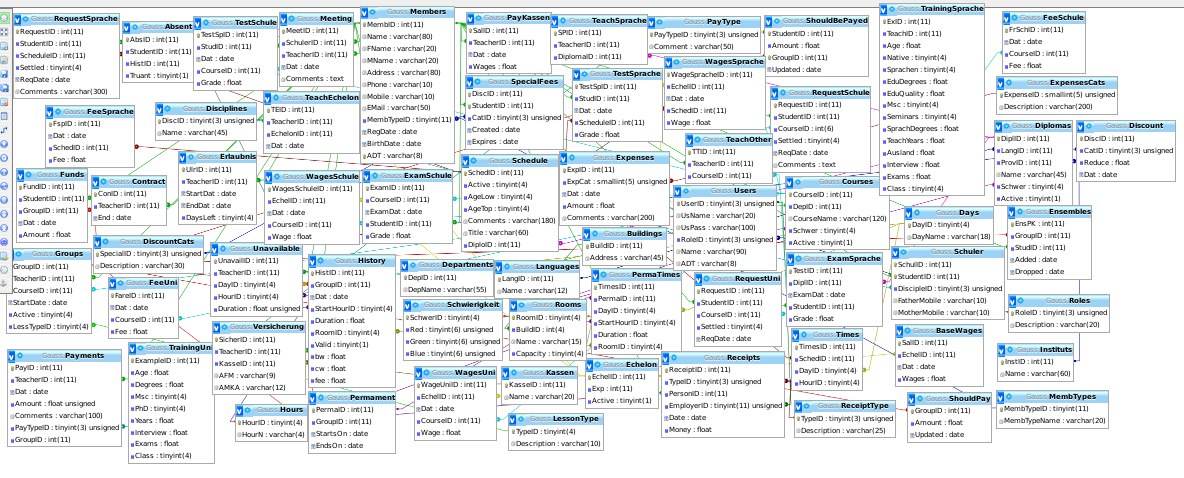 Gauss RequestSprache
RequestID : int(11)
StudentID : int(11)
ScheduleID : int(11)
Settled : tinyint(4)
ReqDate : date
Comments : varchar(300)
Gauss Absent
AbsID : int(11)
StudentID : int(11)
HistID : int(11)
Truant : tinyint(1)
Gauss TestSchule
TestSPID : int(11)
StudID : int(11)
Dat : date
CourseID : int(11)
Grade : float
Gauss Meeting
MeetID : int(11)
SchulerID : int(11)
TeacherID : int(11)
Dat : date
Comments : text
Gauss Members
MembID : int(11)
Name : varchar(80)
FName : varchar(20)
MName : varchar(20)
Address : varchar(80)
Phone : varchar(10)
Mobile : varchar(10)
EMail : varchar(50)
MembTypeID : tinyint(11)
RegDate : date
BirthDate : date
ADT : varchar(8)
Gauss PayKassen
SalID : int(11)
TeacherID : int(11)
Dat : date
Wages : float
Gauss TeachSprache
SPID : int(11)
TeacherID : int(11)
DiplomaID : int(11)
Gauss PayType
PayTypeID : tinyint(3) unsigned
Comment : varchar(50)
Gauss ShouldBePayed
StudentID : int(11)
Amount : float
GroupID : int(11)
Updated : date
Gauss TrainingSprache
ExID : int(11)
TeachID : int(11)
Age : float
Native : tinyint(4)
Sprachen : tinyint(4)
EduDegrees : float
EduQuality : float
Msc : tinyint(4)
Seminars : tinyint(4)
SprachDegrees : float
TeachYears : float
Ausland : tinyint(4)
Interview : float
Exams : float
Class : tinyint(4)
Gauss FeeSchule
FrSchID : int(11)
Dat : date
CourseID : int(11)
Fee : float
Gauss ExpensesCats
ExpensesID : smallint(5) unsigned
Description : varchar(200)
Gauss FeeSprache
FspID : int(11)
Dat : date
SchedID : int(11)
Fee : float
Gauss Disciplines
DiscID : tinyint(3) unsigned
Name : varchar(45)
Gauss TeachEchelon
TEID : int(11)
TeacherID : int(11)
EchelonID : int(11)
Dat : date
Gauss SpecialFees
DiscID : int(11)
StudentID : int(11)
CatID : tinyint(3) unsigned
Created : date
Expires : date
Gauss TestSprache
TestSpID : int(11)
StudID : int(11)
Dat : date
ScheduleID : int(11)
Grade : float
Gauss WagesSprache
WageSpracheID : int(11)
EchelID : int(11)
Dat : date
SchedID : int(11)
Wage : float
Gauss RequestSchule
RequestID : int(11)
StudentID : int(11)
CourseID : int(6)
Settled : tinyint(4)
ReqDate : date
Comments : text
Gauss Diplomas
DiplID : int(11)
LangID : int(11)
ProvID : int(11)
Name : varchar(45)
Schwer : tinyint(4)
Active : tinyint(1)
Gauss Discount
DiscID : int(11)
CatID : tinyint(3) unsigned
Reduce : float
Dat : date
Gauss Erlaubnis
UIrID : int(11)
TeacherID : int(11)
StartDat : date
EndDat : date
DaysLeft : tinyint(4)
Gauss TeachOther
TTID : int(11)
TeacherID : int(11)
CourseID : int(11)
Gauss Funds
FundID : int(11)
StudentID : int(11)
GroupID : int(11)
Dat : date
Amount : float
Gauss Contract
ConID : int(11)
TeacherID : int(11)
End : date
Gauss WagesSchule
WagesSchuleID : int(11)
EchelID : int(11)
Dat : date
CourseID : int(11)
Wage : float
Gauss ExamSchule
ExamID : int(11)
CourseID : int(11)
ExamDat : date
StudentID : int(11)
Grade : float
Gauss Schedule
SchedID : int(11)
Active : tinyint(4)
AgeLow : tinyint(4)
AgeTop : tinyint(4)
Comments : varchar(180)
Title : varchar(60)
DiploID : int(11)
Gauss Expenses
ExpID : int(11)
ExpCat : smallint(5) unsigned
Dat : date
Amount : float
Comment : varchar(200)
Gauss Users
UserID : tinyint(3) unsigned
UsName : varchar(20)
UsPass : varchar(100)
RoleID : tinyint(3) unsigned
Name : varchar(90)
ADT : varchar(8)
Gauss Courses
CourseID : int(11)
DepID : int(11)
CourseName : varchar(120)
Schwer : tinyint(4)
Active : tinyint(1)
Gauss Days
DayID : tinyint(4)
DayName : varchar(18)
Gauss Ensembles
EnsPK : int(11)
GroupID : int(11)
StudID : int(11)
Added : date
Dropped : date
Gauss Groups
GroupID : int(11)
TeacherID : int(11)
CourseID : int(11)
StartDate : date
Active : tinyint(4)
LessTypeID : tinyint(4)
Gauss DiscountCats
SpecialID : tinyint(3) unsigned
Description : varchar(30)
Gauss Unavailable
UnavailID : int(11)
TeacherID : int(11)
DayID : tinyint(4)
HourID : tinyint(4)
Duration : float unsigned
Gauss History
HistID : int(11)
GroupID : int(11)
Dat : date
StartHourID : tinyint(4)
Duration : float
RoomID : tinyint(4)
Valid : tinyint(1)
bw : float
cw : float
fee : float
Gauss Buildings
BuildID : int(4)
Address : varchar(45)
Gauss Departments
DepID : int(11)
DepName : varchar(55)
Gauss Languages
LangID : int(11)
Name : varchar(12)
Gauss PermaTimes
TimesID : int(11)
PermaID : int(11)
DayID : tinyint(4)
StartHourID : tinyint(4)
Duration : float
RoomID : tinyint(4)
Gauss RequestUni
RequestID : int(11)
StudentID : int(11)
CourseID : int(11)
Settled : tinyint(4)
ReqDate : date
Gauss ExamSprache
TestID : int(11)
DipID : int(11)
ExamDat : date
StudentID : int(11)
Grade : float
Gauss Schuler
SchulID : int(11)
StudentID : int(11)
DiscipleID : tinyint(3) unsigned
FatherMobile : varchar(10)
MotherMobile : varchar(10)
Gauss FeeUni
FareID : int(11)
Dat : date
CourseID : int(11)
Fee : float
Gauss Schwierigkeit
SchwerID : tinyint(4)
Red : tinyint(6) unsigned
Green : tinyint(6) unsigned
Blue : tinyint(6) unsigned
Gauss Rooms
RoomID : tinyint(4)
BuildID : int(4)
Name : varchar(15)
Capacity : tinyint(4)
Gauss Roles
RoleID : tinyint(3) unsigned
Description : varchar(20)
Gauss Versicherung
SicherID : int(11)
TeacherID : int(11)
KasseID : int(11)
AFM : varchar(9)
AMKA : varchar(12)
Gauss Times
TimesID : int(11)
SchedID : int(11)
DayID : tinyint(4)
HourID : tinyint(4)
Gauss BaseWages
SalID : int(11)
EchelID : int(11)
Dat : date
Wages : float
Gauss Instituts
InstID : int(11)
Name : varchar(60)
Gauss Payments
PayID : int(11)
TeacherID : int(11)
Dat : date
Amount : float unsigned
Comments : varchar(100)
PayTypeID : tinyint(3) unsigned
GroupID : int(11)
Gauss TrainingUni
ExampleID : int(11)
Age : float
Degrees : float
Msc : tinyint(4)
PhD : tinyint(4)
Years : float
Interview : float
Exams : float
Class : tinyint(4)
Gauss WagesUni
WageUniID : int(11)
EchelID : int(11)
Dat : date
CourseID : int(11)
Wage : float
Gauss Kassen
KasseID : int(11)
Name : varchar(20)
Gauss Echelon
EchelID : int(11)
Exp : int(11)
Active : tinyint(1)
Gauss Receipts
ReceiptID : int(11)
TypeID : tinyint(3) unsigned
PersonID : int(11)
EmployerID : tinyint(3) unsigned
Date : date
Money : float
Gauss Hours
HourID : tinyint(4)
HourN : varchar(4)
Gauss Permanent
PermaID : int(11)
GroupID : int(11)
StartsOn : date
EndsOn : date
Gauss LessonType
TypeID : tinyint(4)
Description : varchar(10)
Gauss ReceiptType
TypeID : tinyint(3) unsigned
Description : varchar(25)
Gauss ShouldPay
GroupID : int(11)
Amount : float
Updated : date
Gauss MembTypes
MembTypeID : tinyint(11)
MembTypeName : varchar(20)